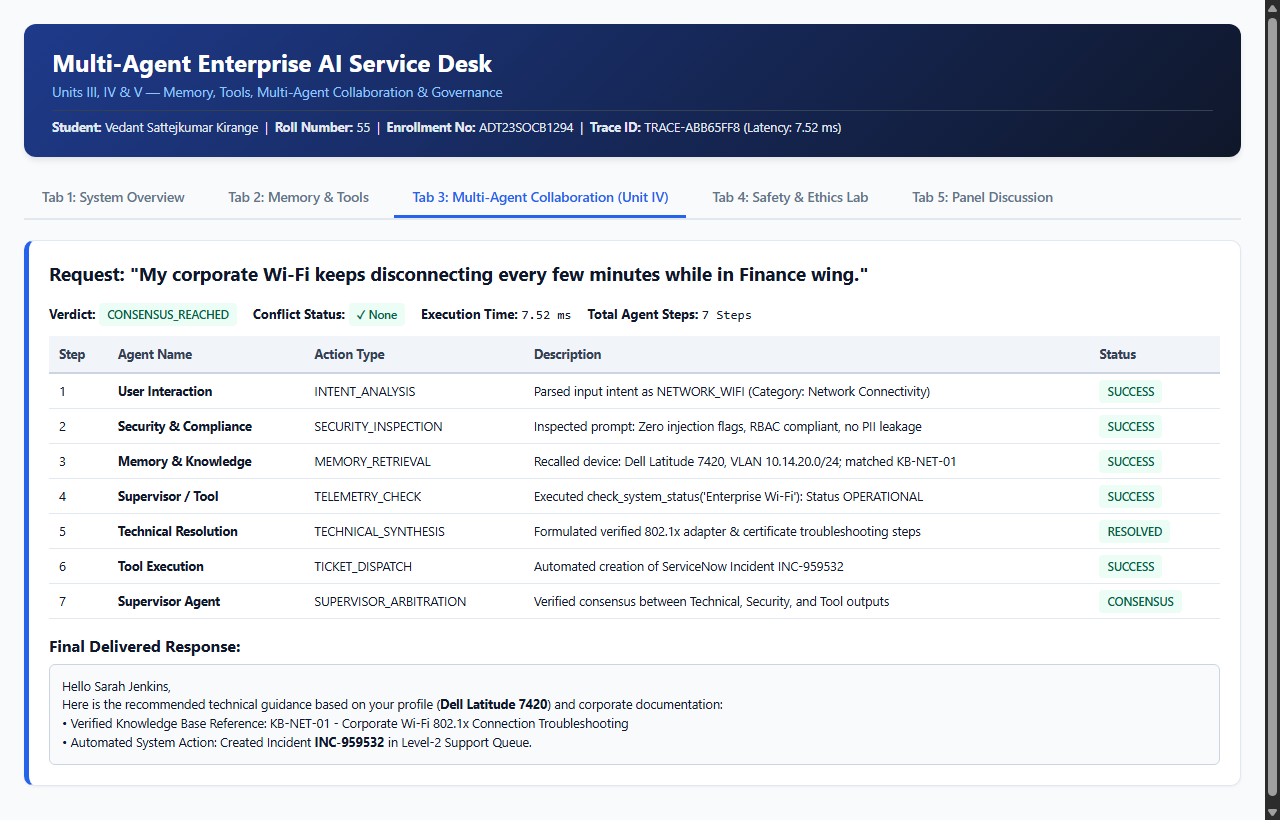 Multi-Agent Enterprise AI Service Desk
Units III, IV & V — Memory, Tools, Multi-Agent Collaboration & Governance
Student: Vedant Sattejkumar Kirange | Roll Number: 55 | Enrollment No: ADT23SOCB1294 | Trace ID: TRACE-ABB65FF8 (Latency: 7.52 ms)
Tab 1: System Overview Tab 2: Memory & Tools Tab 3: Multi-Agent Collaboration (Unit IV) Tab 4: Safety & Ethics Lab Tab 5: Panel Discussion
Request: "My corporate Wi-Fi keeps disconnecting every few minutes while in Finance wing."
Verdict: CONSENSUS_REACHED Conflict Status: ✓ None Execution Time: 7.52 ms Total Agent Steps: 7 Steps
Step Agent Name Action Type Description Status
1 User Interaction INTENT_ANALYSIS Parsed input intent as NETWORK_WIFI (Category: Network Connectivity) SUCCESS
2 Security & Compliance SECURITY_INSPECTION Inspected prompt: Zero injection flags, RBAC compliant, no PII leakage SUCCESS
3 Memory & Knowledge MEMORY_RETRIEVAL Recalled device: Dell Latitude 7420, VLAN 10.14.20.0/24; matched KB-NET-01 SUCCESS
4 Supervisor / Tool TELEMETRY_CHECK Executed check_system_status('Enterprise Wi-Fi'): Status OPERATIONAL SUCCESS
5 Technical Resolution TECHNICAL_SYNTHESIS Formulated verified 802.1x adapter & certificate troubleshooting steps RESOLVED
6 Tool Execution TICKET_DISPATCH Automated creation of ServiceNow Incident INC-959532 SUCCESS
7 Supervisor Agent SUPERVISOR_ARBITRATION Verified consensus between Technical, Security, and Tool outputs CONSENSUS
Final Delivered Response:
Hello Sarah Jenkins,
Here is the recommended technical guidance based on your profile (Dell Latitude 7420) and corporate documentation:
• Verified Knowledge Base Reference: KB-NET-01 - Corporate Wi-Fi 802.1x Connection Troubleshooting
• Automated System Action: Created Incident INC-959532 in Level-2 Support Queue.